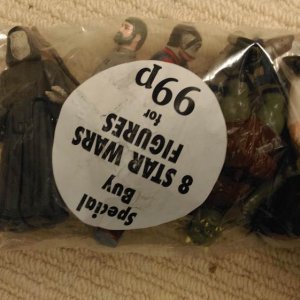 Special
Buy
8 STAR WARS
FIGURES
for
99p